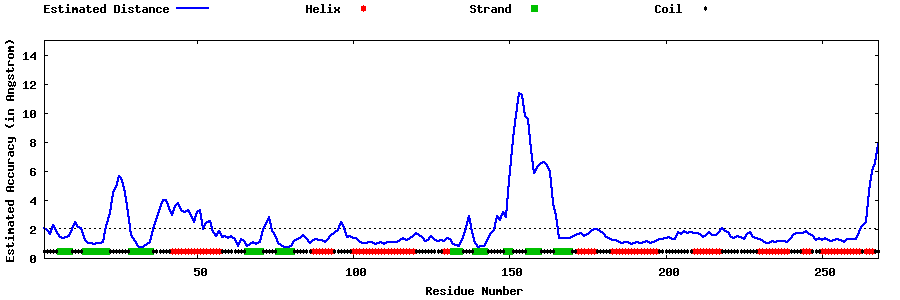 Estimated Distance Helix Strand Coil
Estimated Accuracy (in Angstrom)
14
12
10
8
6
4
2
0
50 100 150 200 250
Residue Number